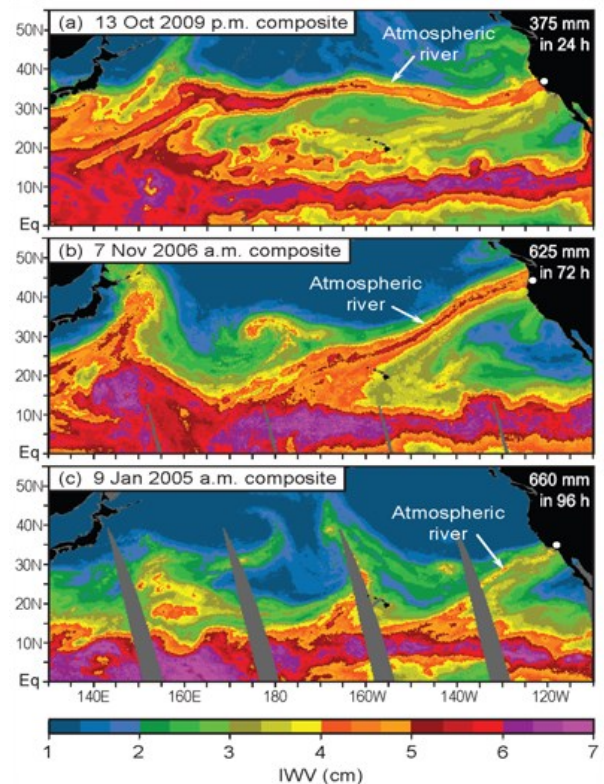 (a) 13 Oct 2009 p.m. composite
375 mm
in 24 h
Atmospheric
river
50N
40N
30N
20N
10N
Eq
(b) 7 Nov 2006 a.m. composite
625 mm
in 72 h
Atmospheric
river
50N
40N
30N
20N
10N
Eq
(c) 9 Jan 2005 a.m. composite
660 mm
in 96 h
Atmospheric
river
50N
40N
30N
20N
10N
Eq
140E 160E 180 160W 140W 120W
1 2 3 4 5 6 7
IWV (cm)